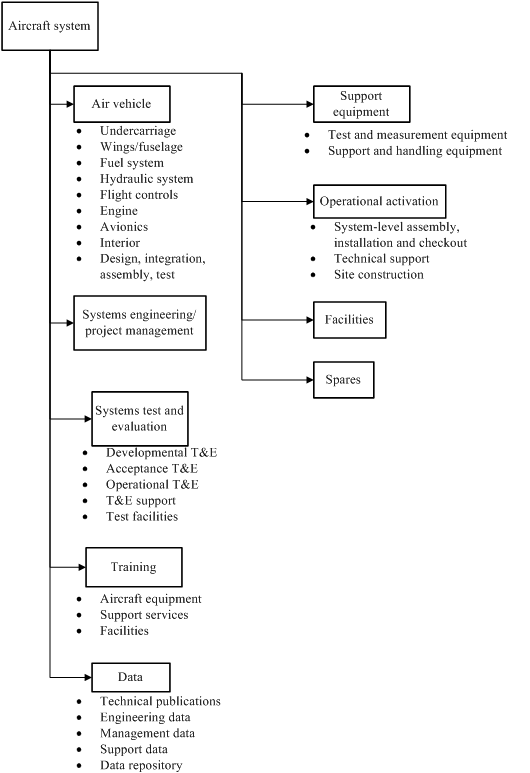 Aircraft system
Air vehicle
• Undercarriage
• Wings/fuselage
• Fuel system
• Hydraulic system
• Flight controls
• Engine
• Avionics
• Interior
• Design, integration,
assembly, test
Systems engineering/
project management
Systems test and
evaluation
• Developmental T&E
• Acceptance T&E
• Operational T&E
• T&E support
• Test facilities
Training
• Aircraft equipment
• Support services
• Facilities
Data
• Technical publications
• Engineering data
• Management data
• Support data
• Data repository
Support
equipment
• Test and measurement equipment
• Support and handling equipment
Operational activation
• System-level assembly,
installation and checkout
• Technical support
• Site construction
Facilities
Spares